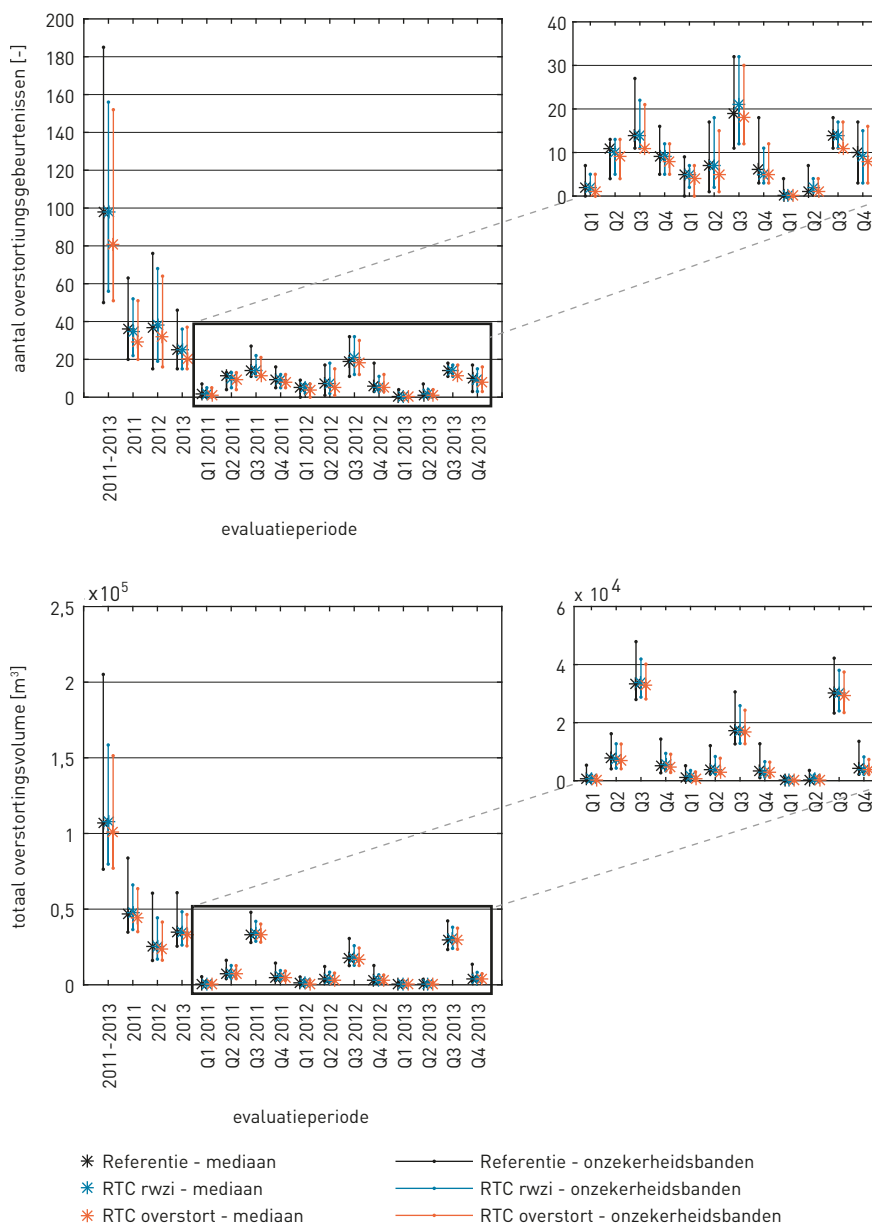 aantal overstortiungsgebeurtenissen [-]
200
180
160
140
120
100
80
60
40
20
0
2011-2013
2011
2012
2013
Q1 2011
Q2 2011
Q3 2011
Q4 2011
Q1 2012
Q2 2012
Q3 2012
Q4 2012
Q1 2013
Q2 2013
Q3 2013
Q4 2013
evaluatieperiode
40
30
20
10
0
Q1
Q2
Q3
Q4
Q1
Q2
Q3
Q4
Q1
Q2
Q3
Q4
totaal overstortingsvolume [m³]
x10⁵
2,5
2
1,5
1
0,5
0
2011-2013
2011
2012
2013
Q1 2011
Q2 2011
Q3 2011
Q4 2011
Q1 2012
Q2 2012
Q3 2012
Q4 2012
Q1 2013
Q2 2013
Q3 2013
Q4 2013
evaluatieperiode
x 10⁴
6
4
2
0
Q1
Q2
Q3
Q4
Q1
Q2
Q3
Q4
Q1
Q2
Q3
Q4
Referentie - mediaan
Referentie - onzekerheidsbanden
RTC rwzi - mediaan
RTC rwzi - onzekerheidsbanden
RTC overstort - mediaan
RTC overstort - onzekerheidsbanden